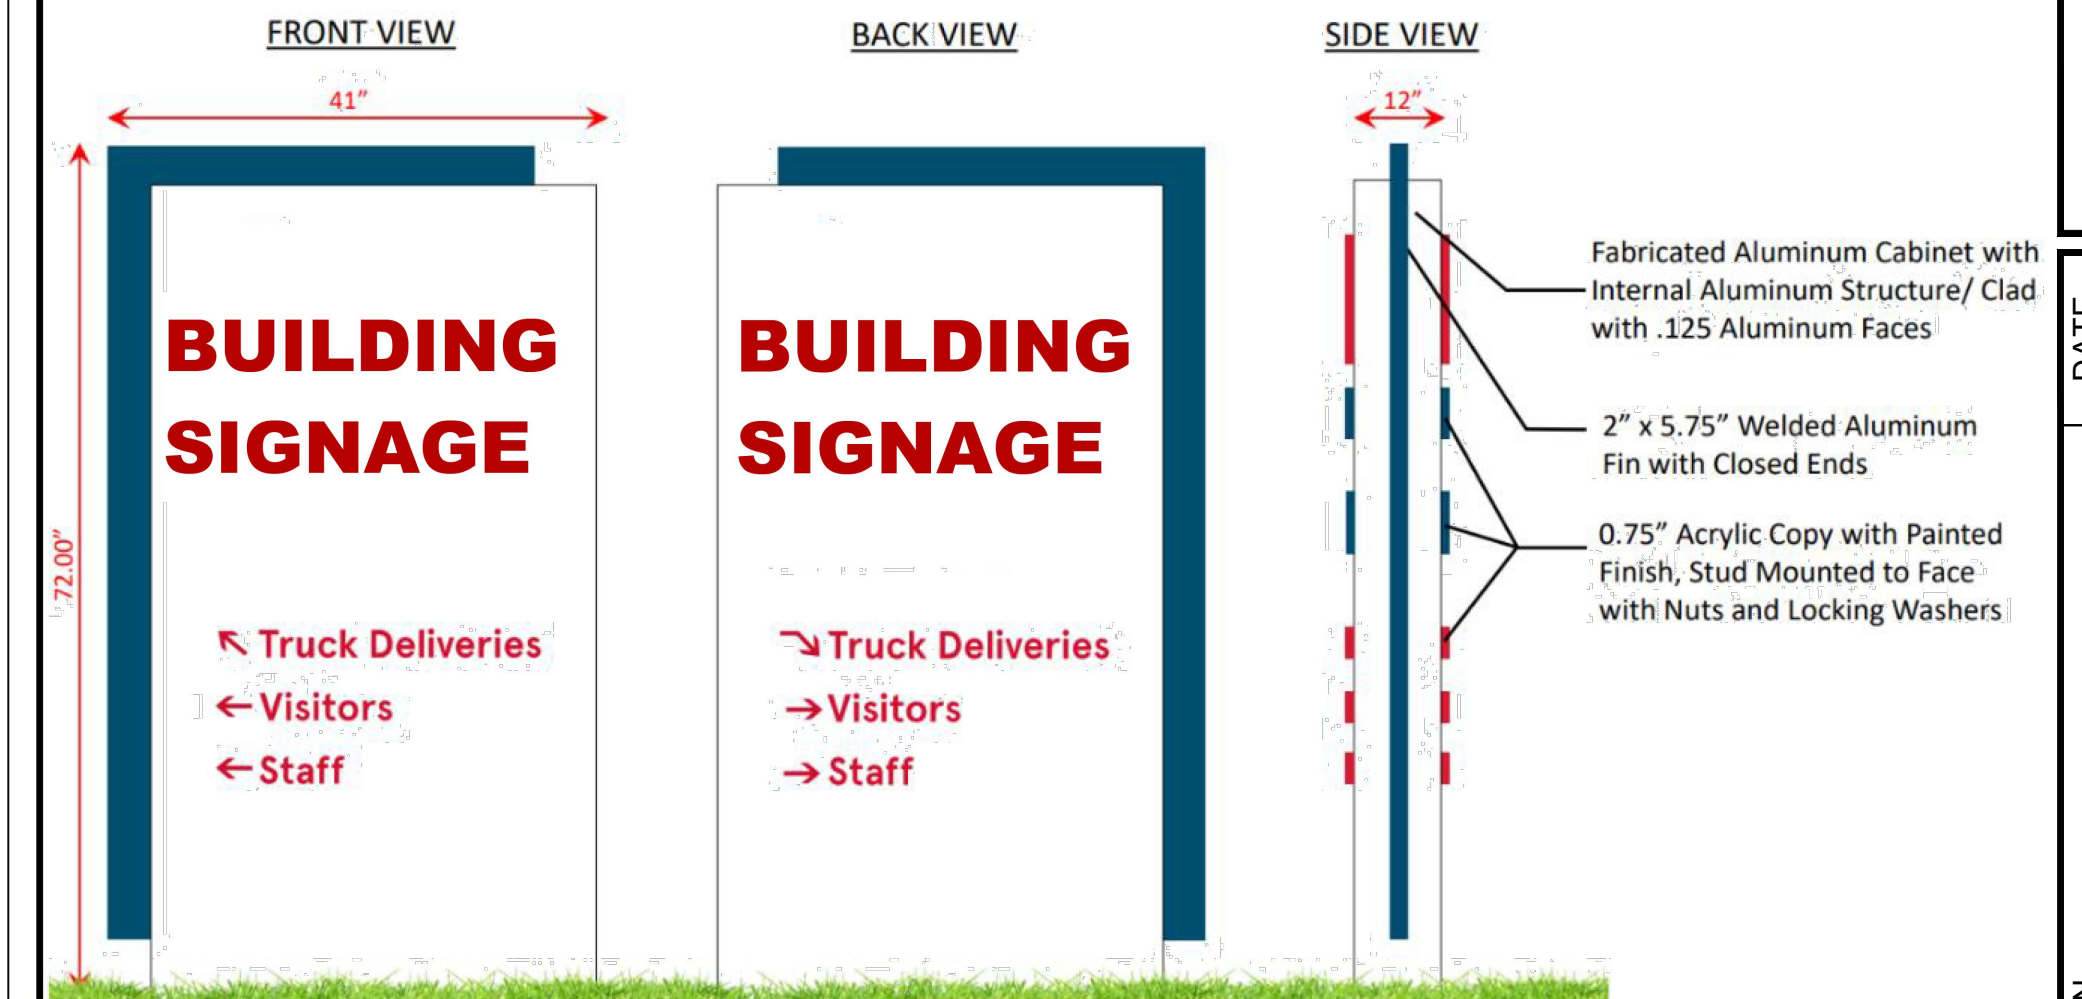 FRONT VIEW
BACK VIEW
SIDE VIEW
41”
12”
72.00”
BUILDING
SIGNAGE
↖ Truck Deliveries
← Visitors
← Staff
BUILDING
SIGNAGE
↘ Truck Deliveries
→ Visitors
→ Staff
Fabricated Aluminum Cabinet with
Internal Aluminum Structure/ Clad
with .125 Aluminum Faces
2” x 5.75” Welded Aluminum
Fin with Closed Ends
0.75” Acrylic Copy with Painted
Finish, Stud Mounted to Face
with Nuts and Locking Washers
DATE